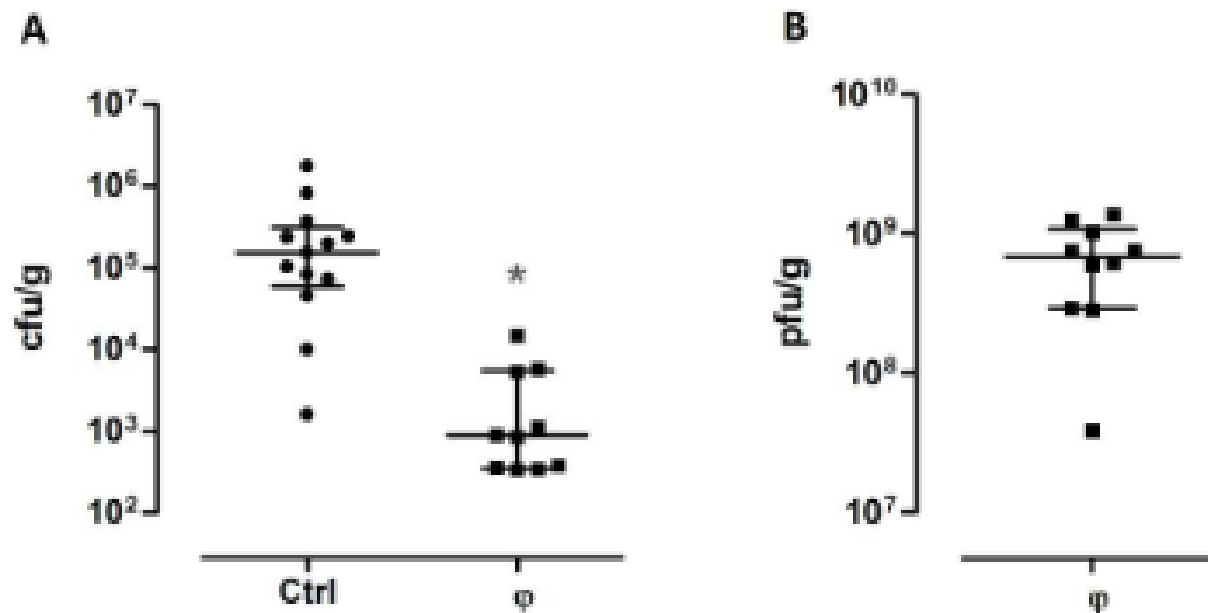 A
cfu/g
10⁷
10⁶
10⁵
10⁴
10³
10²
*
Ctrl
φ
B
pfu/g
10¹⁰
10⁹
10⁸
10⁷
φ